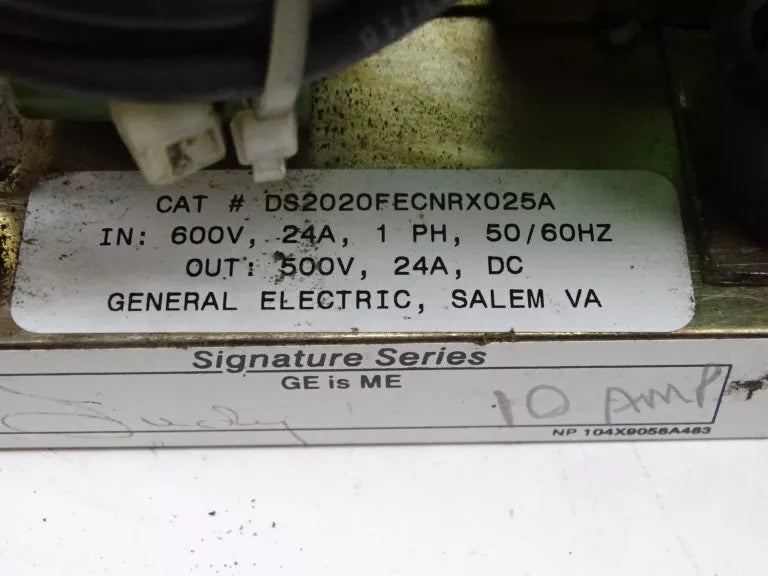 CAT # DS2020FECNRX025A
IN: 600V, 24A, 1 PH, 50/60HZ
OUT: 500V, 24A, DC
GENERAL ELECTRIC, SALEM VA
Signature Series
GE is ME
10 AMP
NP 104X9058A483